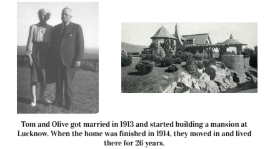 Tom and Olive got married in 1913 and started building a mansion at
Lucknow. When the home was finished in 1914, they moved in and lived
there for 26 years.